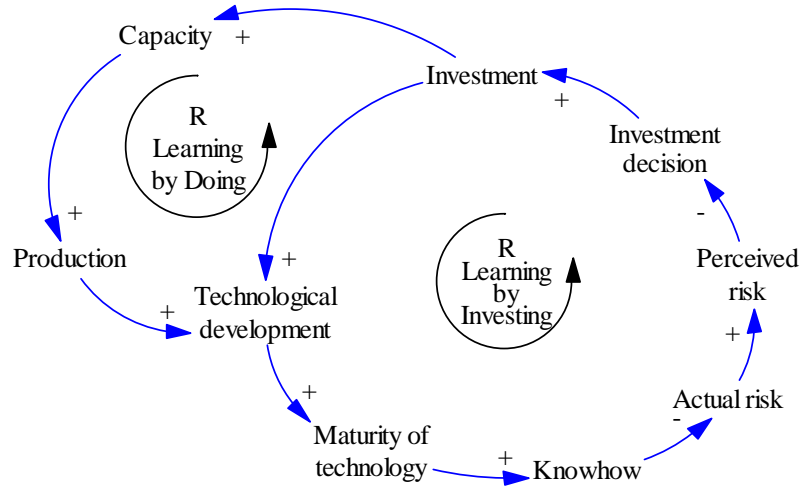 Capacity
+
Investment
+
R
Learning
by Doing
Investment
decision
-
+
Production
+
+
Technological
development
R
Learning
by
Investing
Perceived
risk
+
+
Actual risk
-
Maturity of
technology
+
Knowhow